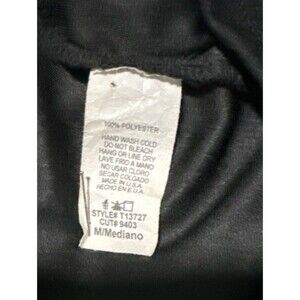 100% POLYESTER
HAND WASH COLD
DO NOT BLEACH
HANG OR LINE DRY
LAVE FRIO A MANO
NO USAR CLORO
SECAR COLGADO
MADE IN U.S.A.
HECHO EN E.U.A.
STYLE# T13727
CUT# 9403
M/Mediano